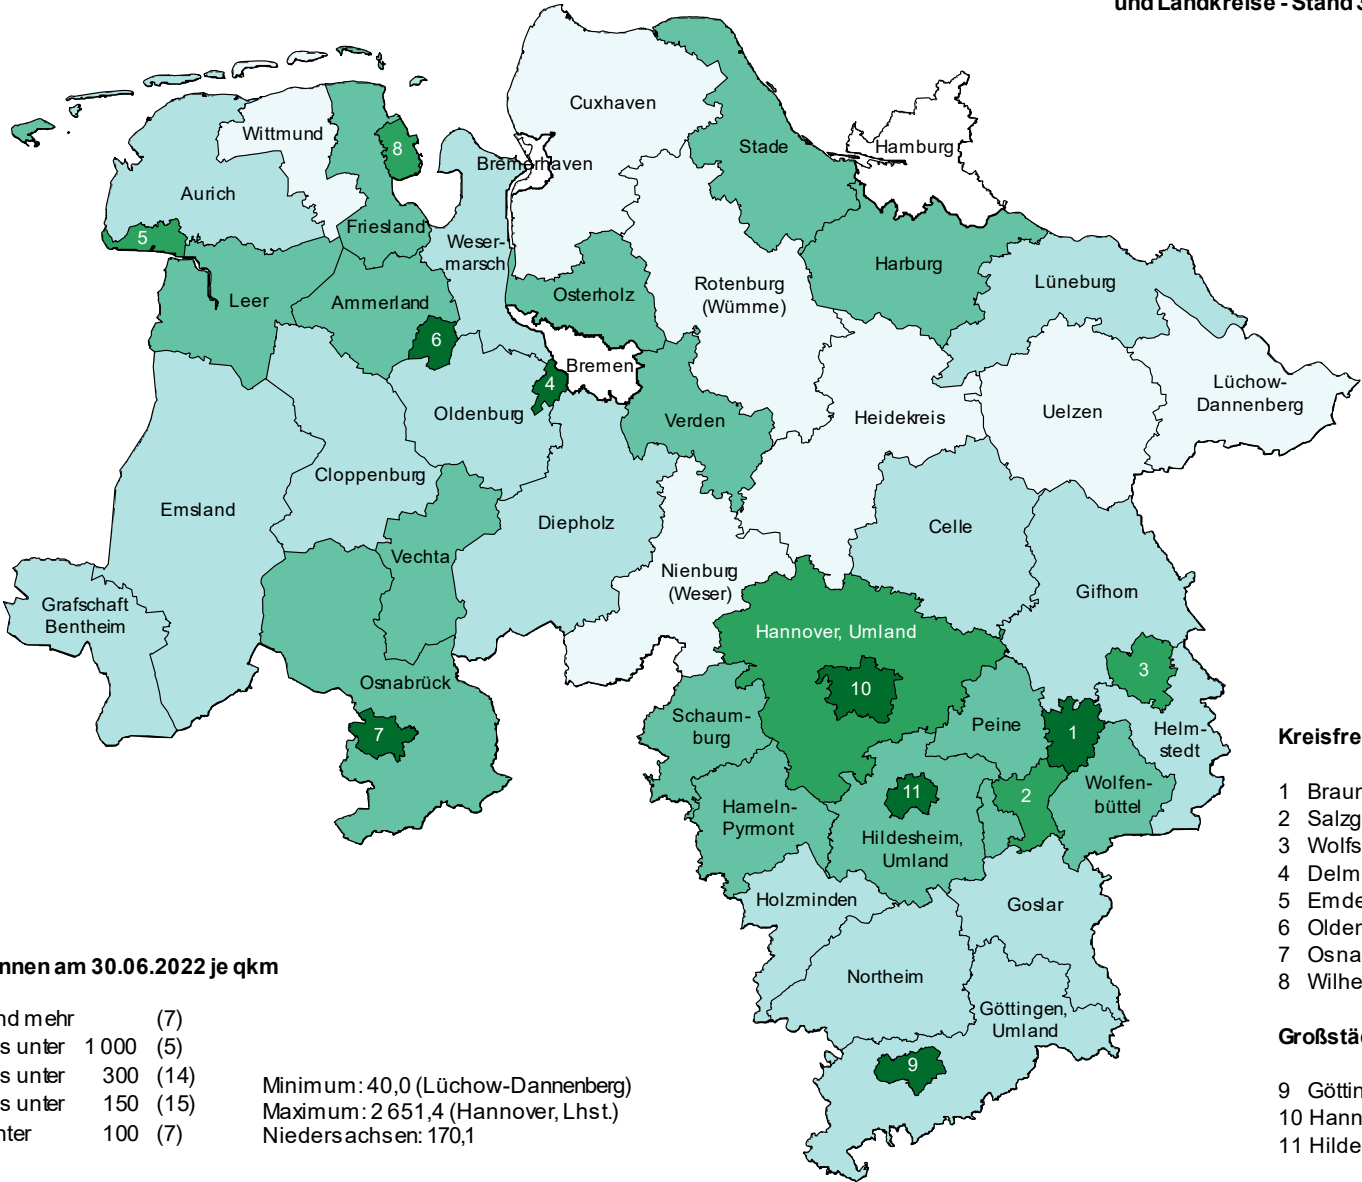 und Landkreise - Stand
Cuxhaven
Wittmund
Stade
Hamburg
8
Bremerhaven
Aurich
Friesland
5
Weser-
marsch
Harburg
Lüneburg
Rotenburg
(Wümme)
Osterholz
Leer
Ammerland
6
Bremen
4
Lüchow-
Dannenberg
Oldenburg
Verden
Heidekreis
Uelzen
Cloppenburg
Emsland
Diepholz
Celle
Vechta
Nienburg
(Weser)
Gifhorn
Grafschaft
Bentheim
Hannover, Umland
3
Osnabrück
10
Schaum-
burg
Peine
7
1
Helm-
stedt
Kreisfre
Wolfen-
büttel
11
2
1 Braun
Hameln-
Pyrmont
2 Salzg
Hildesheim,
Umland
3 Wolfs
4 Delm
Holzminden
Goslar
5 Emde
6 Olden
7 Osna
nnen am 30.06.2022 je qkm
Northeim
8 Wilhe
Göttingen,
Umland
nd mehr (7)
s unter 1 000 (5)
Großstä
s unter 300 (14)
9
Minimum: 40,0 (Lüchow-Dannenberg)
9 Göttin
s unter 150 (15)
Maximum: 2 651,4 (Hannover, Lhst.)
10 Hann
nter 100 (7)
Niedersachsen: 170,1
11 Hilde